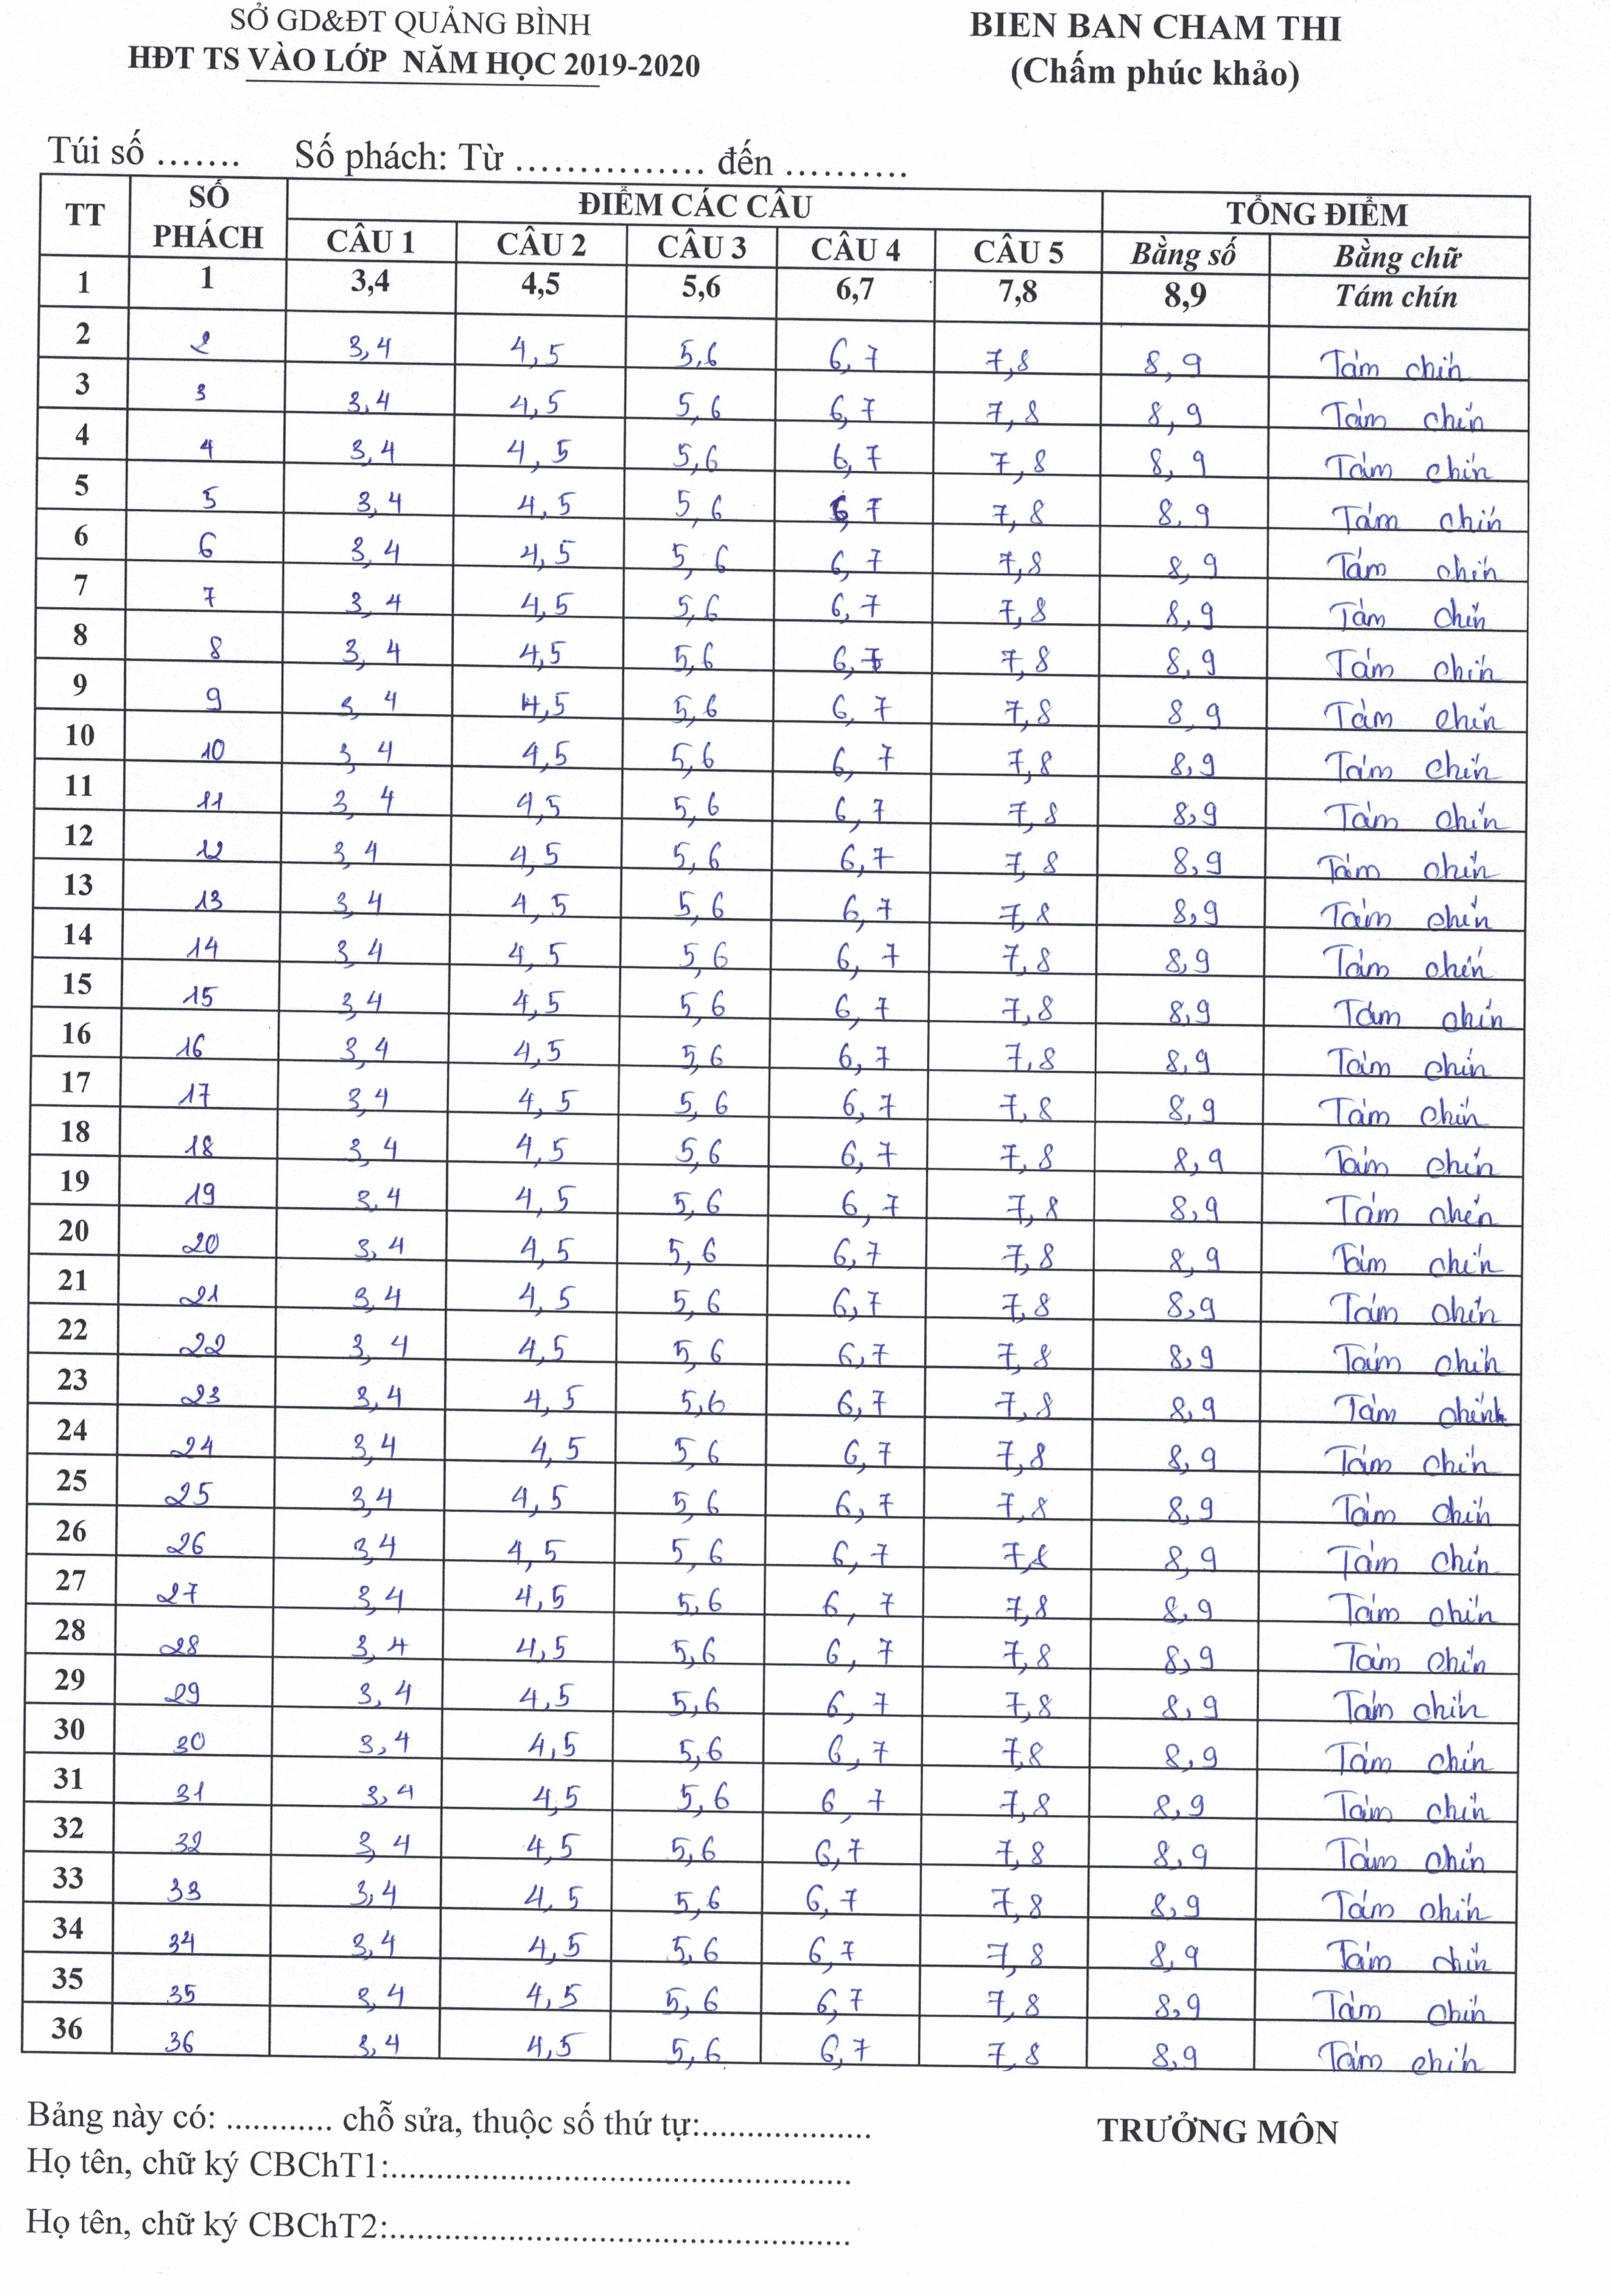 SỞ GD&ĐT QUẢNG BÌNH
HĐT TS VÀO LỚP NĂM HỌC 2019-2020
BIEN BAN CHAM THI
(Chấm phúc khảo)
Túi số ....... Số phách: Từ ................ đến ..........
TT SỐ PHÁCH ĐIỂM CÁC CÂU TỔNG ĐIỂM
CÂU 1 CÂU 2 CÂU 3 CÂU 4 CÂU 5 Bằng số Bằng chữ
1 1 3,4 4,5 5,6 6,7 7,8 8,9 Tám chín
2 2 3,4 4,5 5,6 6,7 7,8 8,9 Tám chín
3 3 3,4 4,5 5,6 6,7 7,8 8,9 Tám chín
4 4 3,4 4,5 5,6 6,7 7,8 8,9 Tám chín
5 5 3,4 4,5 5,6 6,7 7,8 8,9 Tám chín
6 6 3,4 4,5 5,6 6,7 7,8 8,9 Tám chín
7 7 3,4 4,5 5,6 6,7 7,8 8,9 Tám chín
8 8 3,4 4,5 5,6 6,7 7,8 8,9 Tám chín
9 9 3,4 4,5 5,6 6,7 7,8 8,9 Tám chín
10 10 3,4 4,5 5,6 6,7 7,8 8,9 Tám chín
11 11 3,4 4,5 5,6 6,7 7,8 8,9 Tám chín
12 12 3,4 4,5 5,6 6,7 7,8 8,9 Tám chín
13 13 3,4 4,5 5,6 6,7 7,8 8,9 Tám chín
14 14 3,4 4,5 5,6 6,7 7,8 8,9 Tám chín
15 15 3,4 4,5 5,6 6,7 7,8 8,9 Tám chín
16 16 3,4 4,5 5,6 6,7 7,8 8,9 Tám chín
17 17 3,4 4,5 5,6 6,7 7,8 8,9 Tám chín
18 18 3,4 4,5 5,6 6,7 7,8 8,9 Tám chín
19 19 3,4 4,5 5,6 6,7 7,8 8,9 Tám chín
20 20 3,4 4,5 5,6 6,7 7,8 8,9 Tám chín
21 21 3,4 4,5 5,6 6,7 7,8 8,9 Tám chín
22 22 3,4 4,5 5,6 6,7 7,8 8,9 Tám chín
23 23 3,4 4,5 5,6 6,7 7,8 8,9 Tám chính
24 24 3,4 4,5 5,6 6,7 7,8 8,9 Tám chín
25 25 3,4 4,5 5,6 6,7 7,8 8,9 Tám chín
26 26 3,4 4,5 5,6 6,7 7,8 8,9 Tám chín
27 27 3,4 4,5 5,6 6,7 7,8 8,9 Tám chín
28 28 3,4 4,5 5,6 6,7 7,8 8,9 Tám chín
29 29 3,4 4,5 5,6 6,7 7,8 8,9 Tám chín
30 30 3,4 4,5 5,6 6,7 7,8 8,9 Tám chín
31 31 3,4 4,5 5,6 6,7 7,8 8,9 Tám chín
32 32 3,4 4,5 5,6 6,7 7,8 8,9 Tám chín
33 33 3,4 4,5 5,6 6,7 7,8 8,9 Tám chín
34 34 3,4 4,5 5,6 6,7 7,8 8,9 Tám chín
35 35 3,4 4,5 5,6 6,7 7,8 8,9 Tám chín
36 36 3,4 4,5 5,6 6,7 7,8 8,9 Tám chín
Bảng này có: ............ chỗ sửa, thuộc số thứ tự:...................
TRƯỞNG MÔN
Họ tên, chữ ký CBChT1:...................................................
Họ tên, chữ ký CBChT2:...................................................